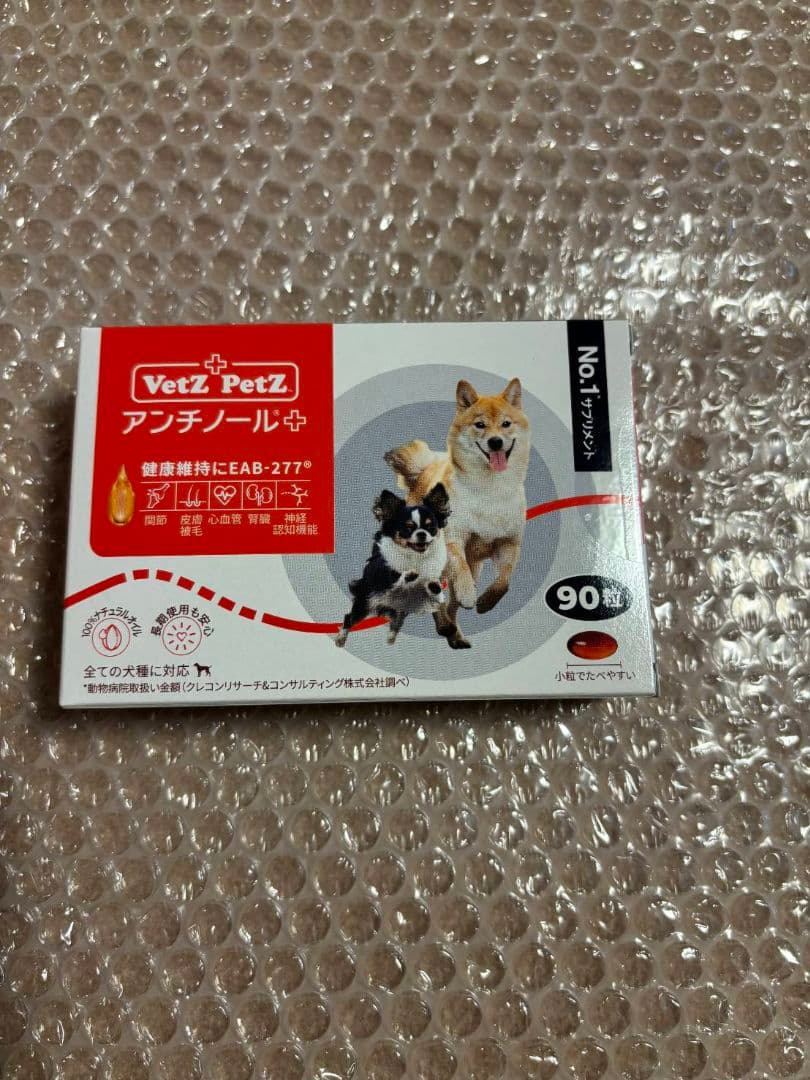 VetZ PetZ
アンチノール®+
健康維持にEAB-277®
関節 皮膚被毛 心血管 腎臓 神経認知機能
No.1*サプリメント
90粒
小粒でたべやすい
100%ナチュラルオイル
長期使用も安心
全ての犬種に対応
*動物病院取扱い金額(クレコンリサーチ&コンサルティング株式会社調べ)